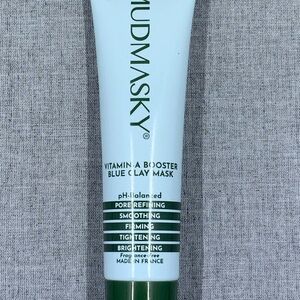 MUDMASKY®
VITAMIN A BOOSTER
BLUE CLAY MASK
pH-Balanced
PORE REFINING
SMOOTHING
FIRMING
TIGHTENING
BRIGHTENING
Fragrance-free
MADE IN FRANCE